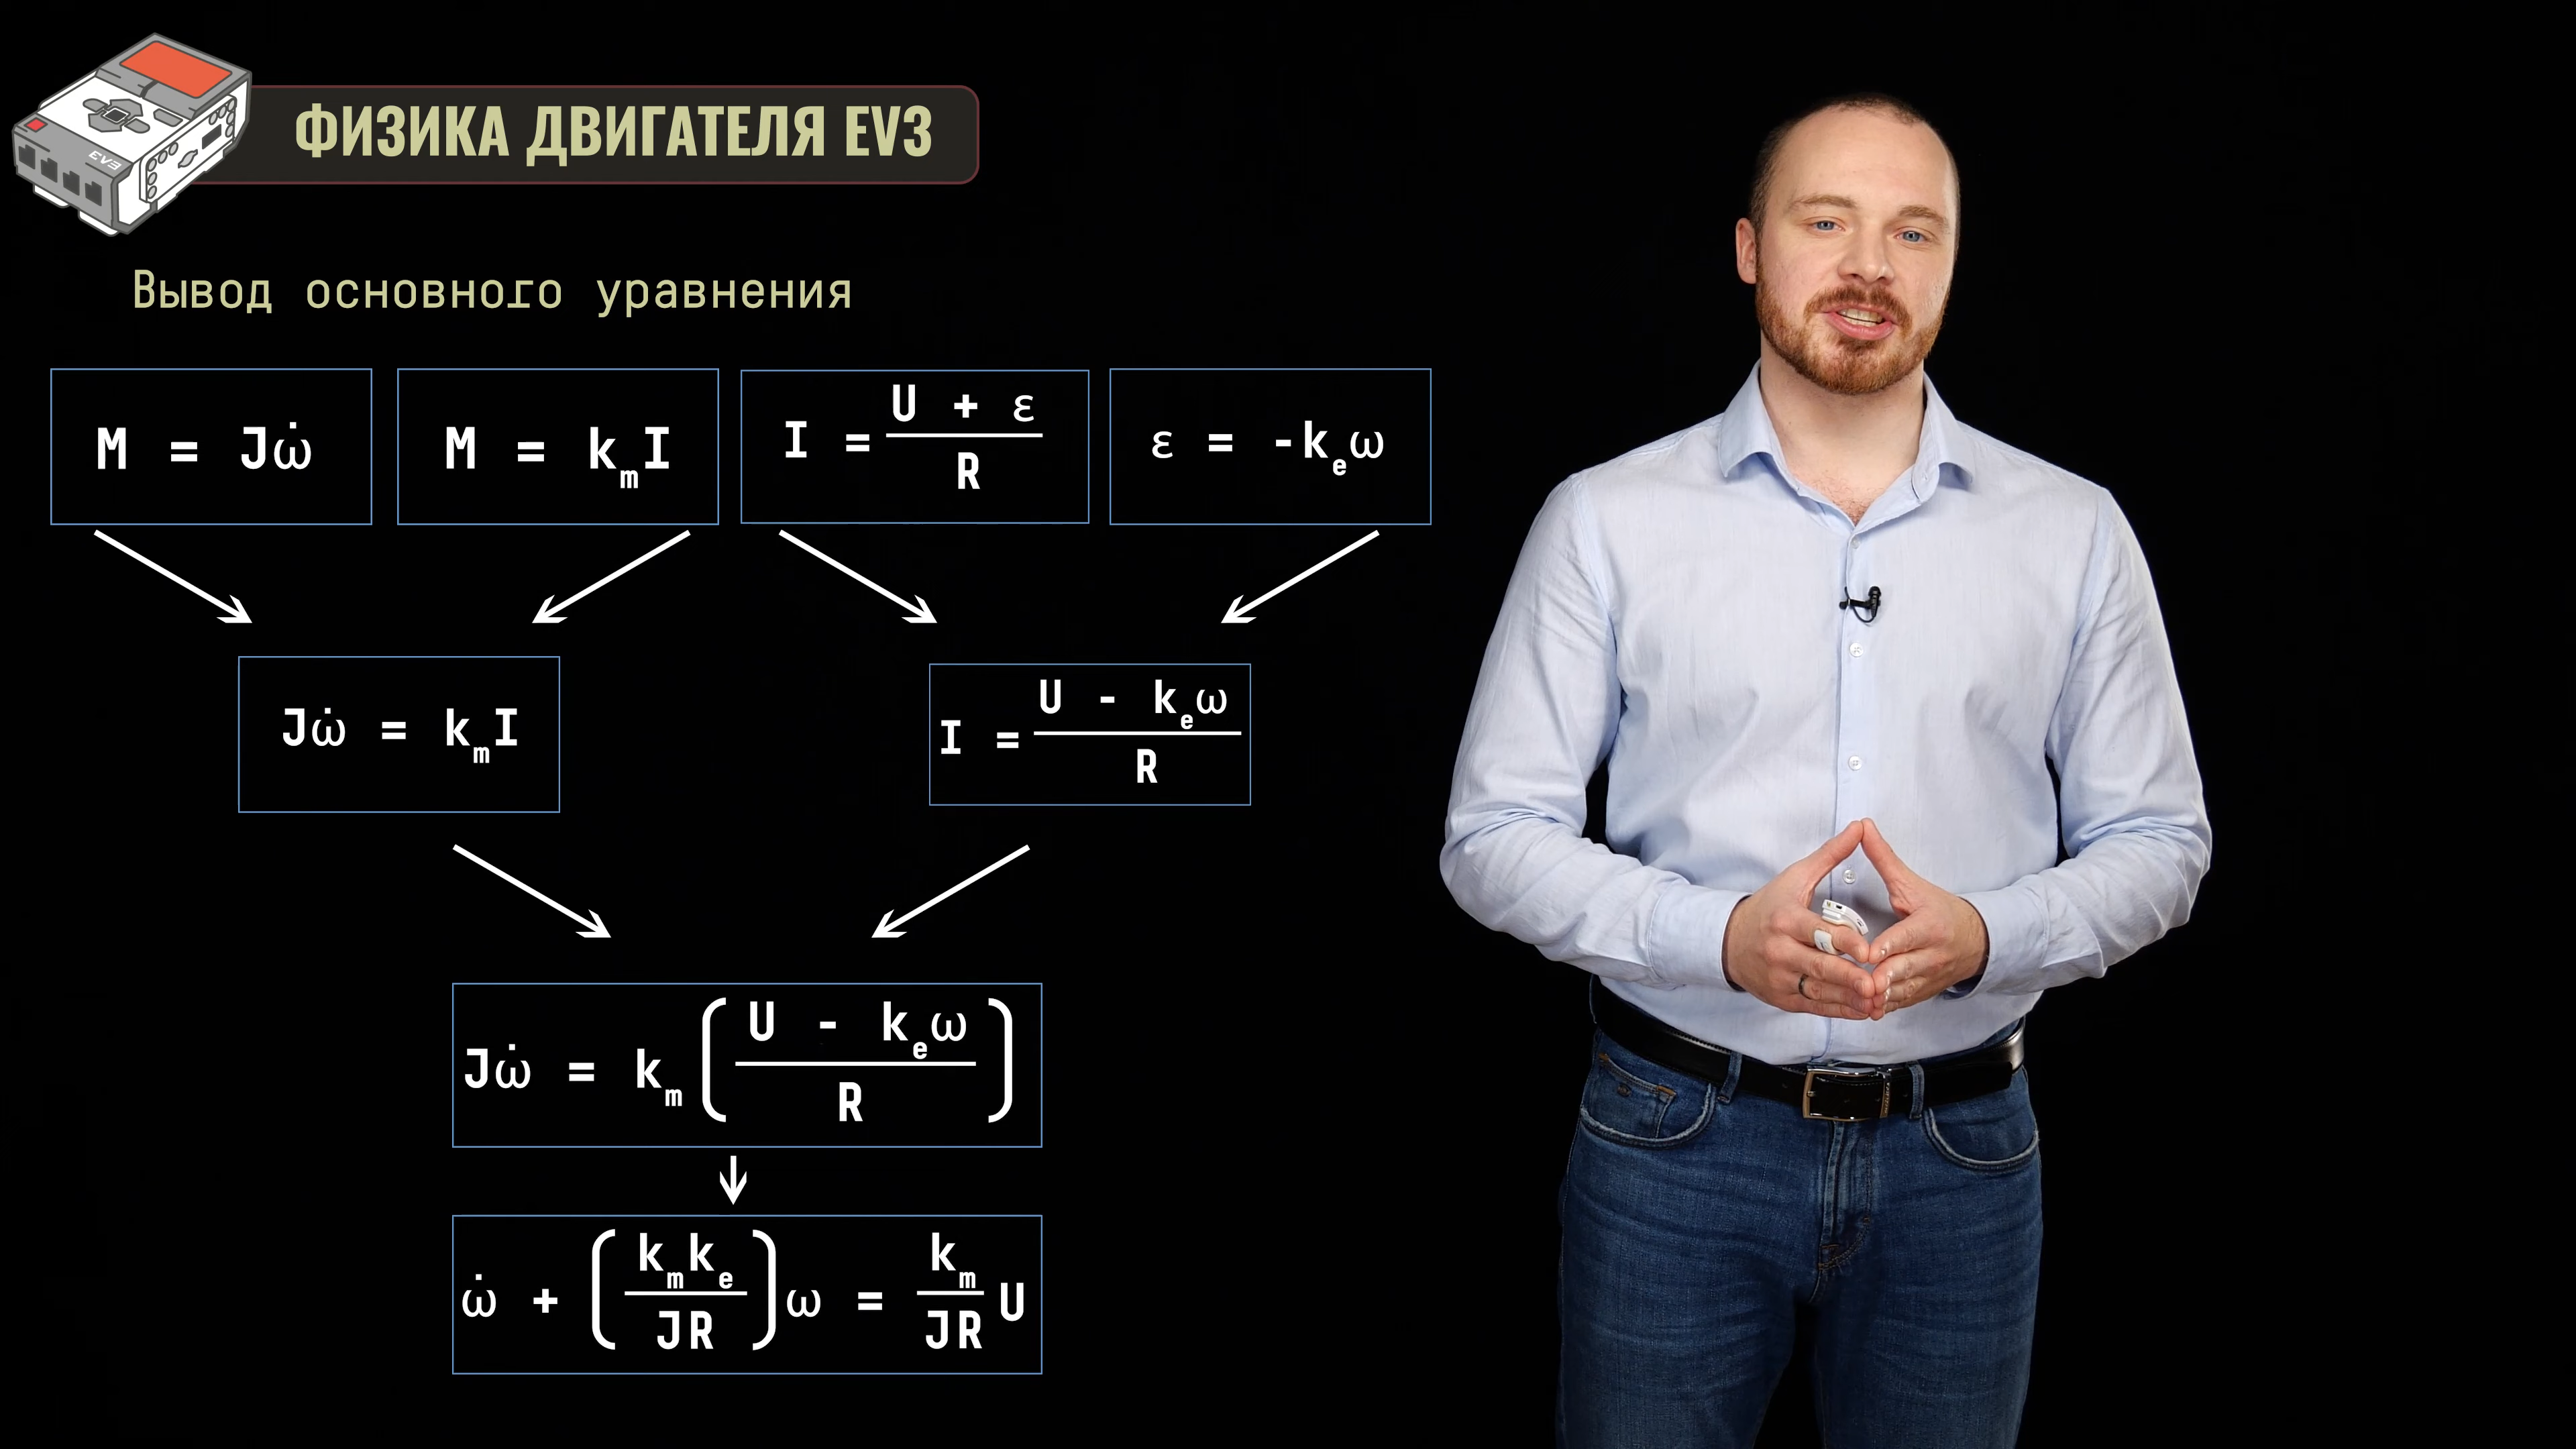 ФИЗИКА ДВИГАТЕЛЯ EV3
EV3
Вывод основного уравнения
M = Jω̇
M = kₘI
I = (U + ε)/R
ε = -kₑω
Jω̇ = kₘI
I = (U - kₑω)/R
Jω̇ = kₘ((U - kₑω)/R)
ω̇ + (kₘkₑ/JR)ω = kₘ/JR U